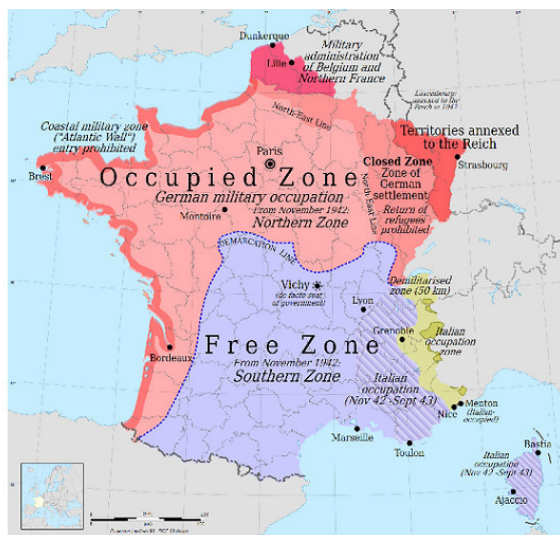 Dunkerque
Lille
Military
administration
of Belgium and
Northern France
Luxembourg:
annexed to the
Reich in 1942
Coastal military zone
("Atlantic Wall")
entry prohibited
North-East Line
Territories annexed
to the Reich
Strasbourg
Brest
Paris
Closed Zone
Zone of
German
settlement
Return of
refugees
prohibited
North-East Line
Occupied Zone
German military occupation
From November 1942:
Northern Zone
Montoire
DEMARCATION LINE
Vichy
(de facto seat
of government)
Demilitarised
zone (50 km)
Lyon
Grenoble
Italian
occupation
zone
Bordeaux
Free Zone
From November 1942:
Southern Zone
Italian occupation
(Nov 42 -Sept 43)
Menton
(Italian-
occupied)
Nice
Marseille
Toulon
Bastia
Italian
occupation
(Nov 42 -Sept 43)
Ajaccio